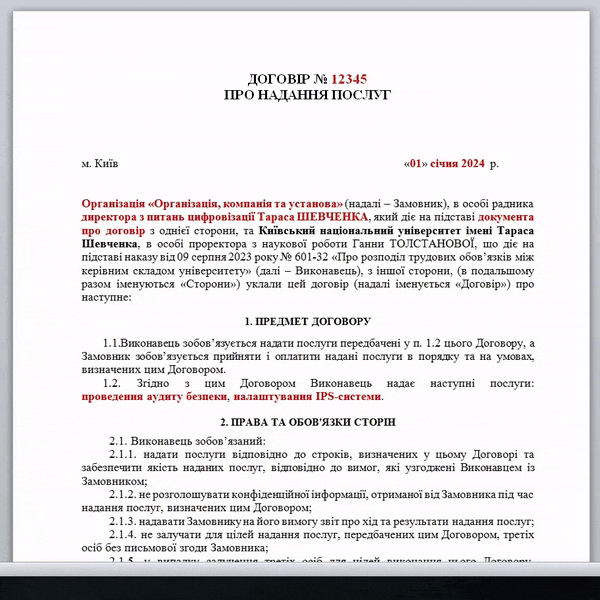 ДОГОВІР № 12345
ПРО НАДАННЯ ПОСЛУГ
м. Київ «01» січня 2024 р.
Організація «Організація, компанія та установа» (надалі – Замовник), в особі радника
директора з питань цифровізації Тараса ШЕВЧЕНКА, який діє на підставі документа
про договір з однієї сторони, та Київський національний університет імені Тараса
Шевченка, в особі проректора з наукової роботи Ганни ТОЛСТАНОВОЇ, що діє на
підставі наказу від 09 серпня 2023 року № 601-32 «Про розподіл трудових обов’язків між
керівним складом університету» (далі – Виконавець), з іншої сторони, (в подальшому
разом іменуються «Сторони») уклали цей договір (надалі іменується «Договір») про
наступне:
1. ПРЕДМЕТ ДОГОВОРУ
1.1.Виконавець зобов’язується надати послуги передбачені у п. 1.2 цього Договору, а
Замовник зобов’язується прийняти і оплатити надані послуги в порядку та на умовах,
визначених цим Договором.
1.2. Згідно з цим Договором Виконавець надає наступні послуги:
проведення аудиту безпеки, налаштування IPS-системи.
2. ПРАВА ТА ОБОВ'ЯЗКИ СТОРІН
2.1. Виконавець зобов’язаний:
2.1.1. надати послуги відповідно до строків, визначених у цьому Договорі та
забезпечити якість наданих послуг, відповідно до вимог, які узгоджені Виконавцем із
Замовником;
2.1.2. не розголошувати конфіденційної інформації, отриманої від Замовника під час
надання послуг, визначених цим Договором;
2.1.3. надавати Замовнику на його вимогу звіт про хід та результати надання послуг;
2.1.4. не залучати для цілей надання послуг, передбачених цим Договором, третіх
осіб без письмової згоди Замовника;
2.1.5. у випадку залучення третіх осіб для цілей виконання цього Договору,